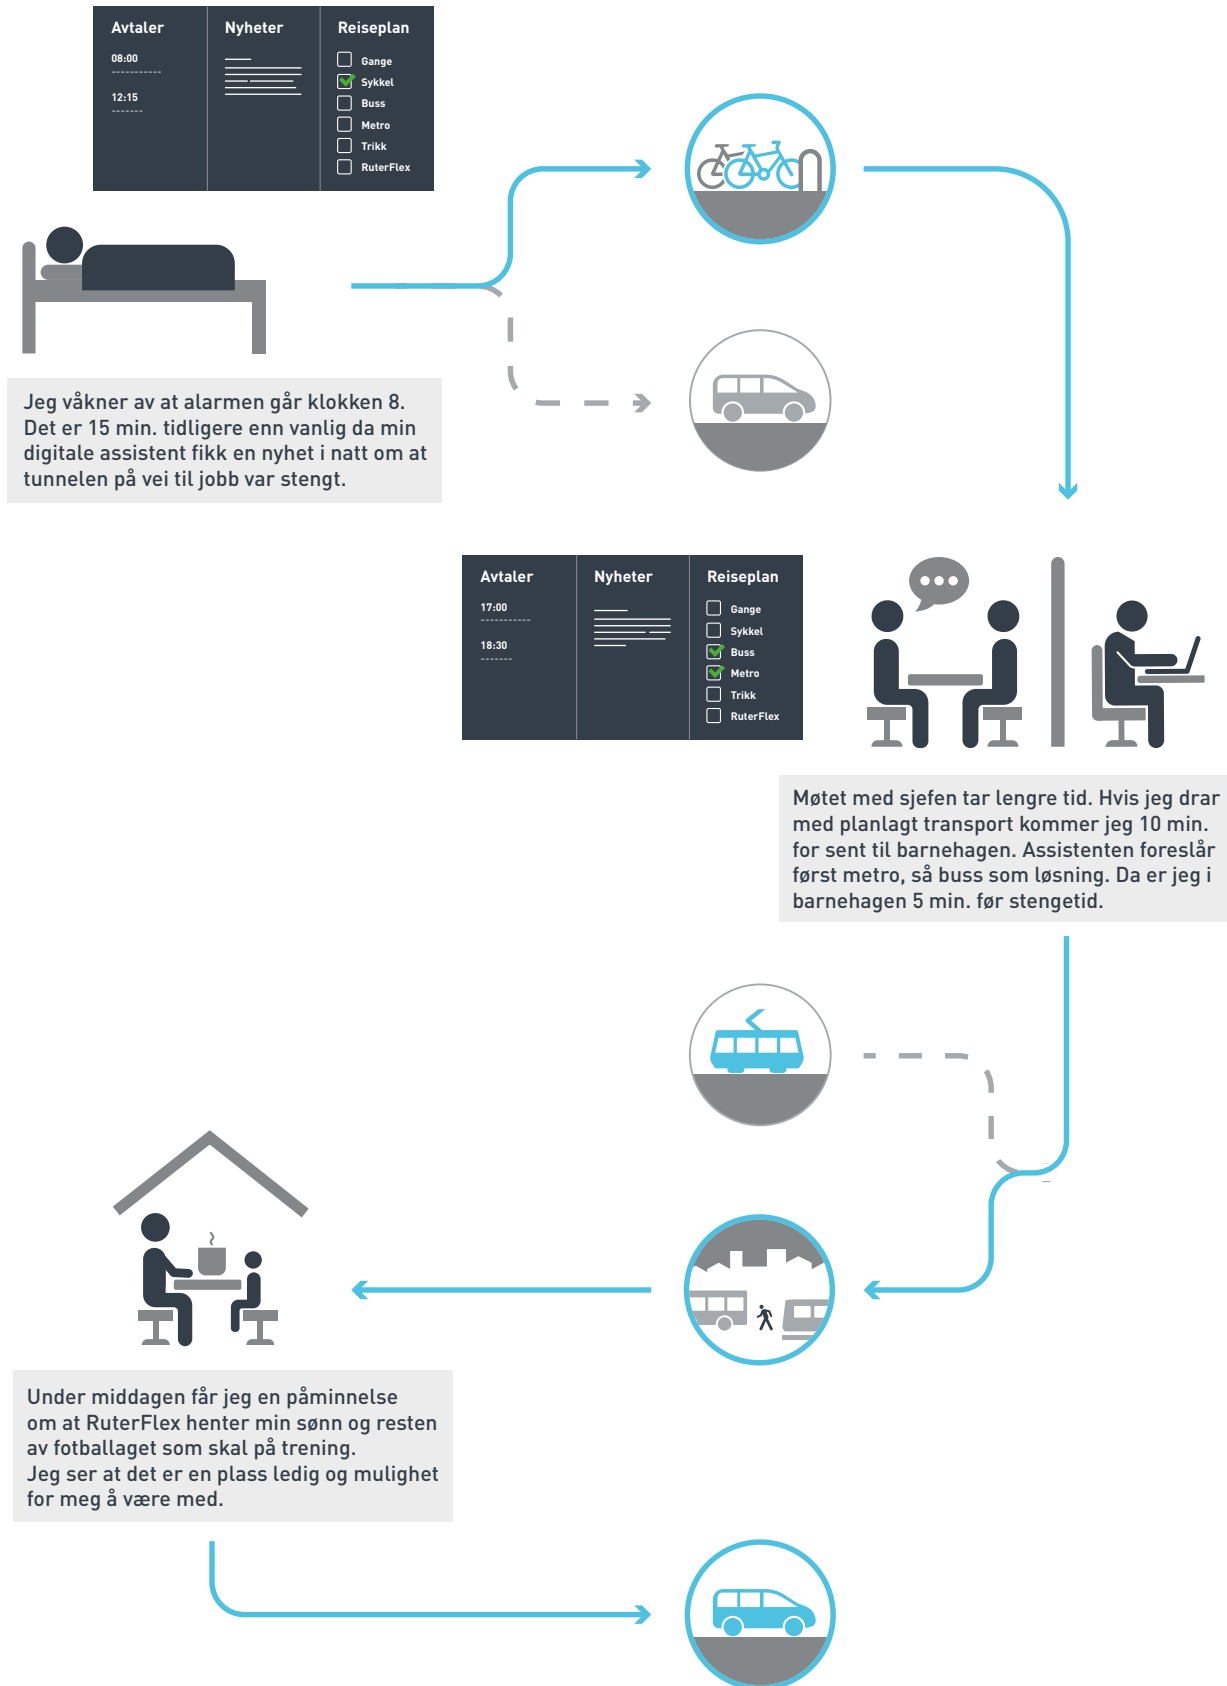 Avtaler
08:00
12:15
Nyheter
Reiseplan
Gange
Sykkel
Buss
Metro
Trikk
RuterFlex
Jeg våkner av at alarmen går klokken 8.
Det er 15 min. tidligere enn vanlig da min
digitale assistent fikk en nyhet i natt om at
tunnelen på vei til jobb var stengt.
Avtaler
17:00
18:30
Nyheter
Reiseplan
Gange
Sykkel
Buss
Metro
Trikk
RuterFlex
Møtet med sjefen tar lengre tid. Hvis jeg drar
med planlagt transport kommer jeg 10 min.
for sent til barnehagen. Assistenten foreslår
først metro, så buss som løsning. Da er jeg i
barnehagen 5 min. før stengetid.
Under middagen får jeg en påminnelse
om at RuterFlex henter min sønn og resten
av fotballaget som skal på trening.
Jeg ser at det er en plass ledig og mulighet
for meg å være med.